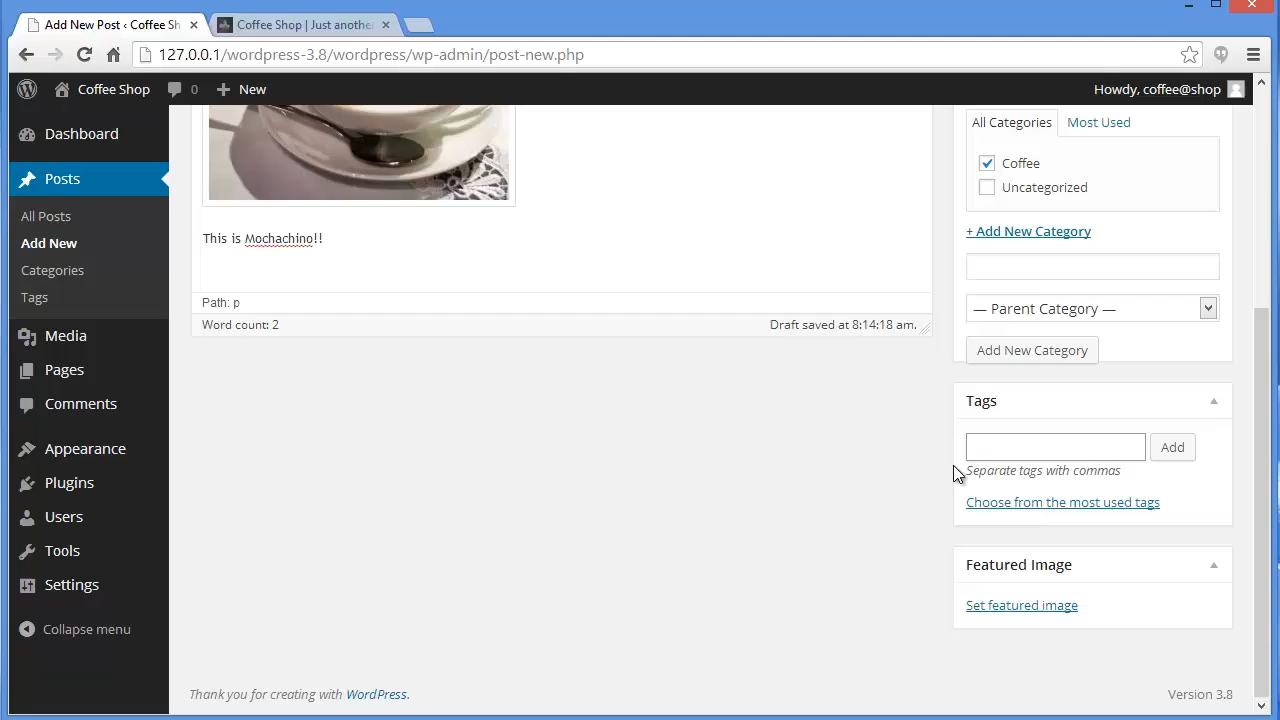 Add New Post ‹ Coffee Sh
Coffee Shop | Just anothe
127.0.0.1/wordpress-3.8/wordpress/wp-admin/post-new.php
Coffee Shop
0
New
Howdy, coffee@shop
Dashboard
Posts
All Posts
Add New
Categories
Tags
Media
Pages
Comments
Appearance
Plugins
Users
Tools
Settings
Collapse menu
This is Mochachino!!
Path: p
Word count: 2
Draft saved at 8:14:18 am.
All Categories
Most Used
Coffee
Uncategorized
+ Add New Category
— Parent Category —
Add New Category
Tags
Add
Separate tags with commas
Choose from the most used tags
Featured Image
Set featured image
Thank you for creating with WordPress.
Version 3.8